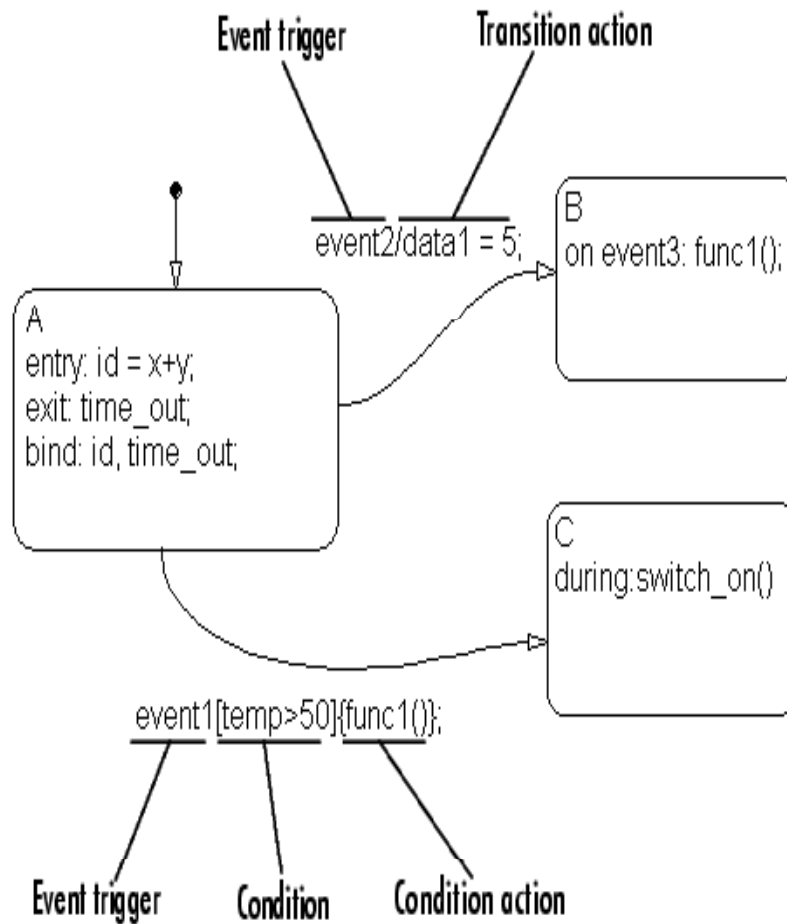 Event trigger
Transition action
event2/data1 = 5;
A
entry: id = x+y;
exit: time_out;
bind: id, time_out;
B
on event3: func1();
C
during:switch_on()
event1[temp>50]{func1()};
Event trigger
Condition
Condition action